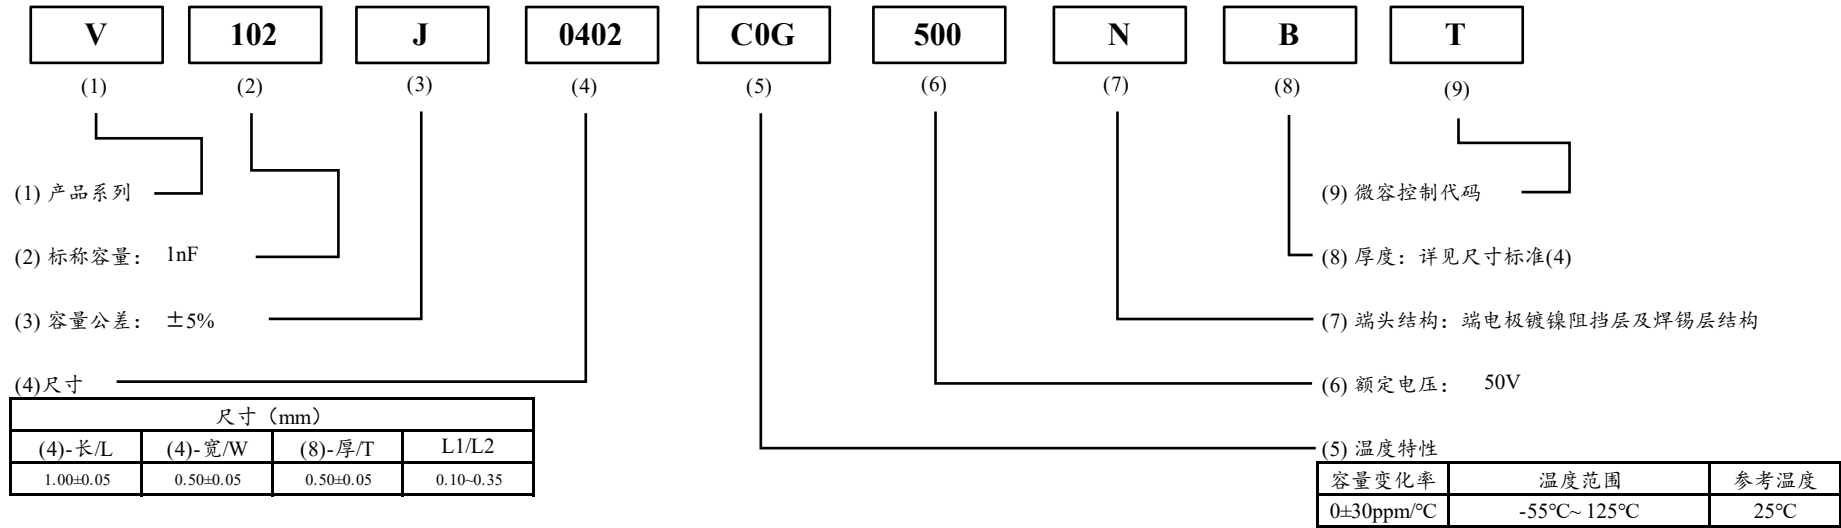 V 102 J 0402 C0G 500 N B T
(1) (2) (3) (4) (5) (6) (7) (8) (9)
(1) 产品系列
(9) 微容控制代码
(2) 标称容量： 1nF
(8) 厚度：详见尺寸标准(4)
(3) 容量公差： ±5%
(7) 端头结构：端电极镀镍阻挡层及焊锡层结构
(4)尺寸
(6) 额定电压： 50V
尺寸（mm）
(4)-长/L (4)-宽/W (8)-厚/T L1/L2
1.00±0.05 0.50±0.05 0.50±0.05 0.10~0.35
(5) 温度特性
容量变化率 温度范围 参考温度
0±30ppm/℃ -55℃~ 125℃ 25℃